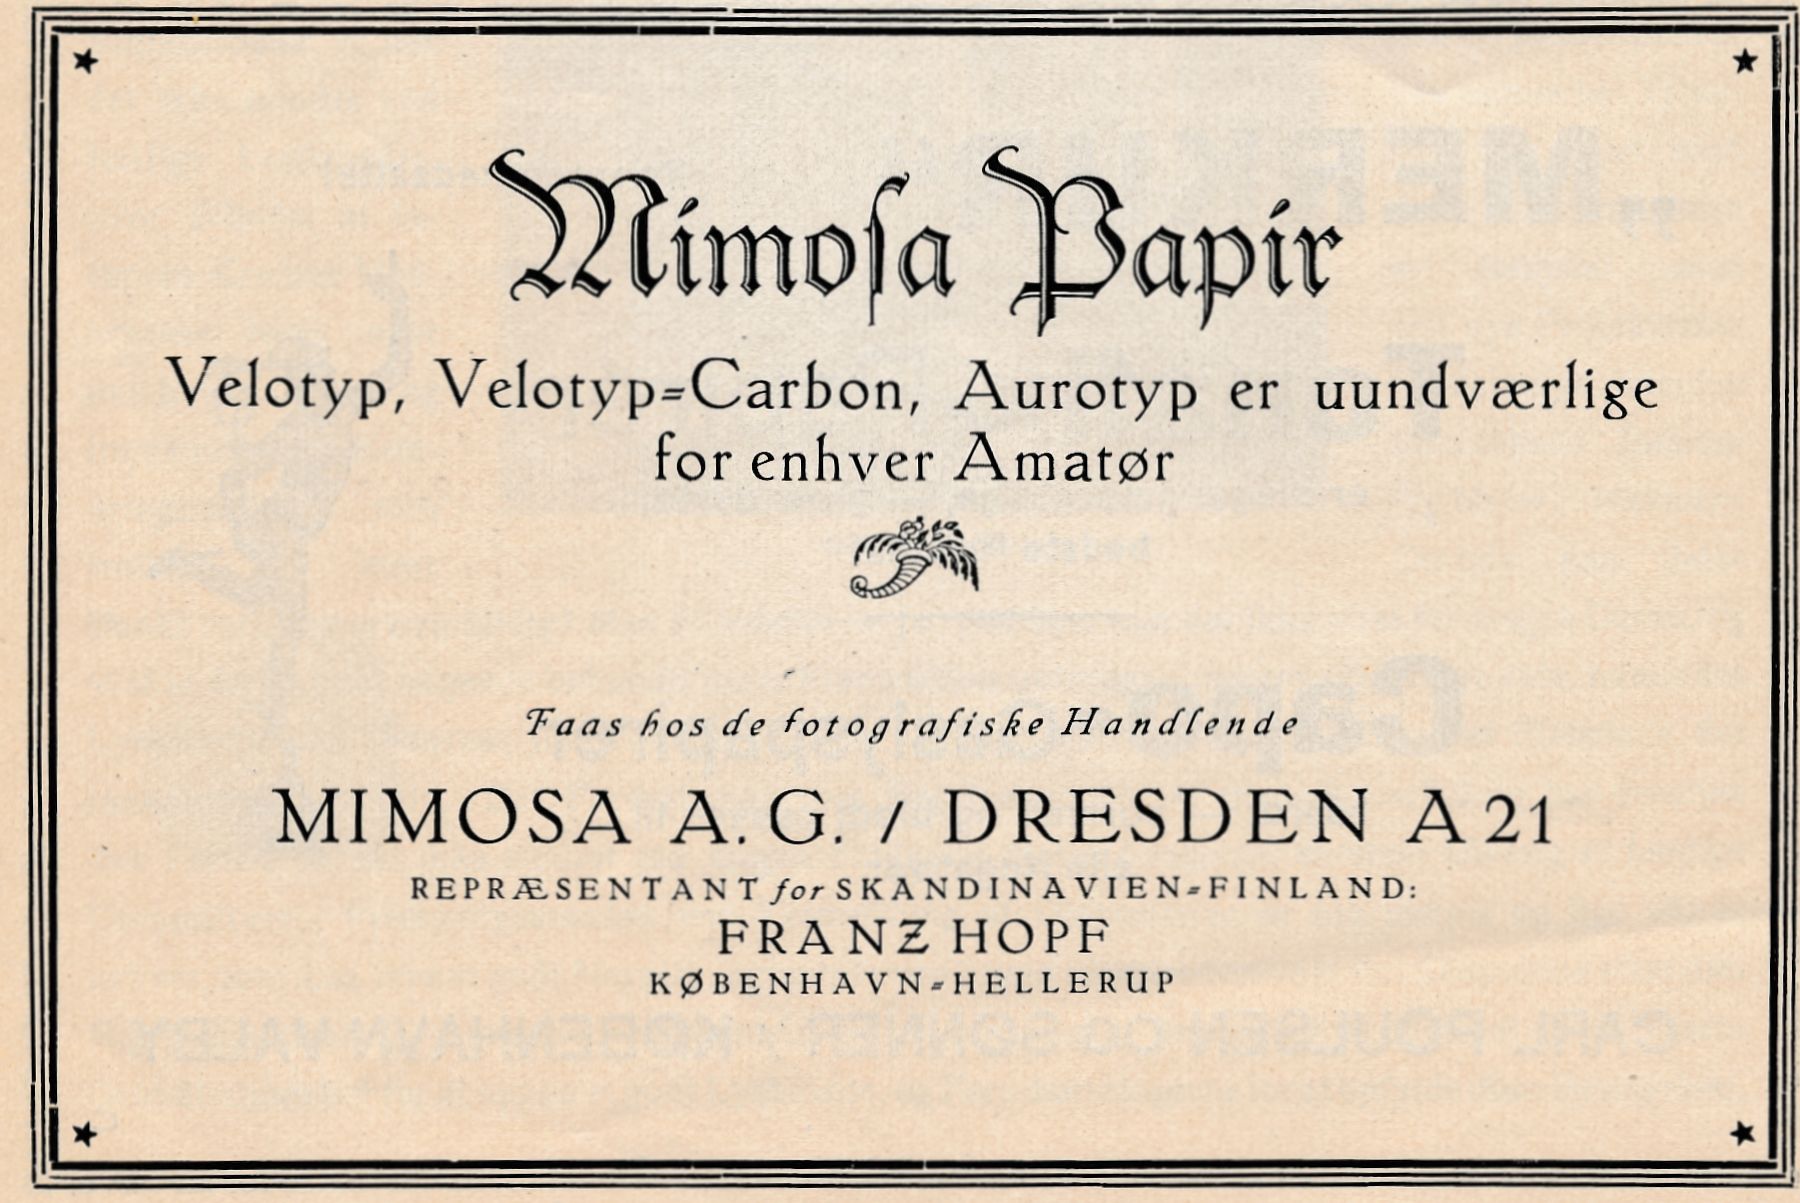 Mimoſa Papir
Velotyp, Velotyp=Carbon, Aurotyp er uundværlige
for enhver Amatør
Faas hos de fotografiske Handlende
MIMOSA A. G. / DRESDEN A 21
REPRÆSENTANT for SKANDINAVIEN=FINLAND:
FRANZ HOPF
KØBENHAVN=HELLERUP